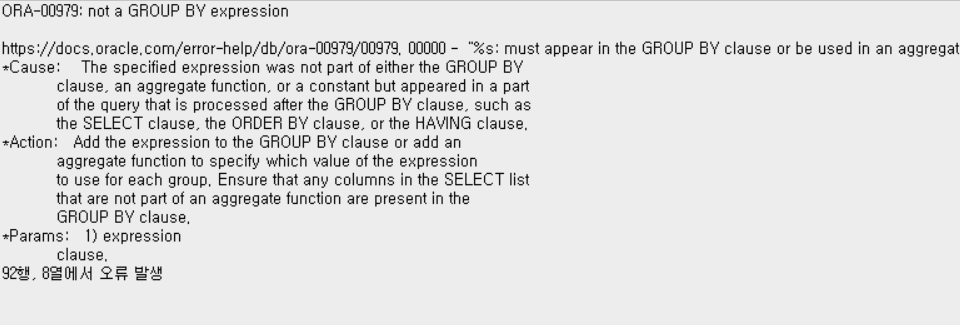 ORA-00979: not a GROUP BY expression
https://docs.oracle.com/error-help/db/ora-00979/00979. 00000 - "%s: must appear in the GROUP BY clause or be used in an aggregat
*Cause: The specified expression was not part of either the GROUP BY
clause, an aggregate function, or a constant but appeared in a part
of the query that is processed after the GROUP BY clause, such as
the SELECT clause, the ORDER BY clause, or the HAVING clause.
*Action: Add the expression to the GROUP BY clause or add an
aggregate function to specify which value of the expression
to use for each group. Ensure that any columns in the SELECT list
that are not part of an aggregate function are present in the
GROUP BY clause.
*Params: 1) expression
clause.
92행, 8열에서 오류 발생